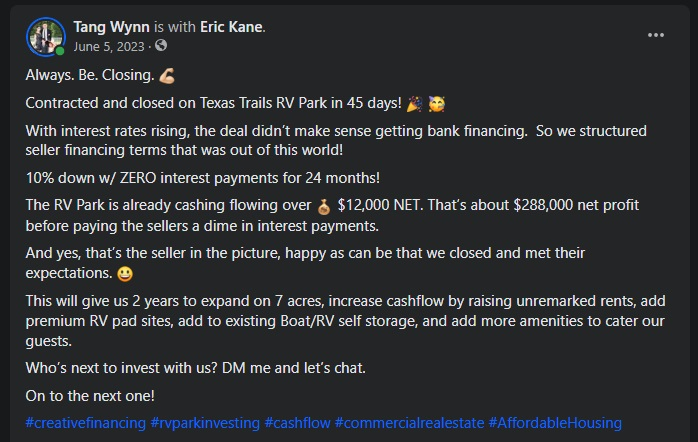 Tang Wynn is with Eric Kane.
June 5, 2023 ·
Always. Be. Closing. 💪🏼
Contracted and closed on Texas Trails RV Park in 45 days! 🎉 🥳
With interest rates rising, the deal didn't make sense getting bank financing. So we structured
seller financing terms that was out of this world!
10% down w/ ZERO interest payments for 24 months!
The RV Park is already cashing flowing over 💰 $12,000 NET. That's about $288,000 net profit
before paying the sellers a dime in interest payments.
And yes, that's the seller in the picture, happy as can be that we closed and met their
expectations. 😃
This will give us 2 years to expand on 7 acres, increase cashflow by raising unremarked rents, add
premium RV pad sites, add to existing Boat/RV self storage, and add more amenities to cater our
guests.
Who's next to invest with us? DM me and let's chat.
On to the next one!
#creativefinancing #rvparkinvesting #cashflow #commercialrealestate #AffordableHousing